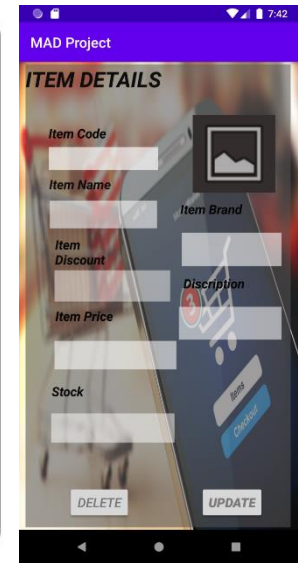 7:42
MAD Project
ITEM DETAILS
Item Code
Item Name
Item Brand
Item
Discount
Discription
3
Item Price
Items
Stock
Checkout
DELETE
UPDATE